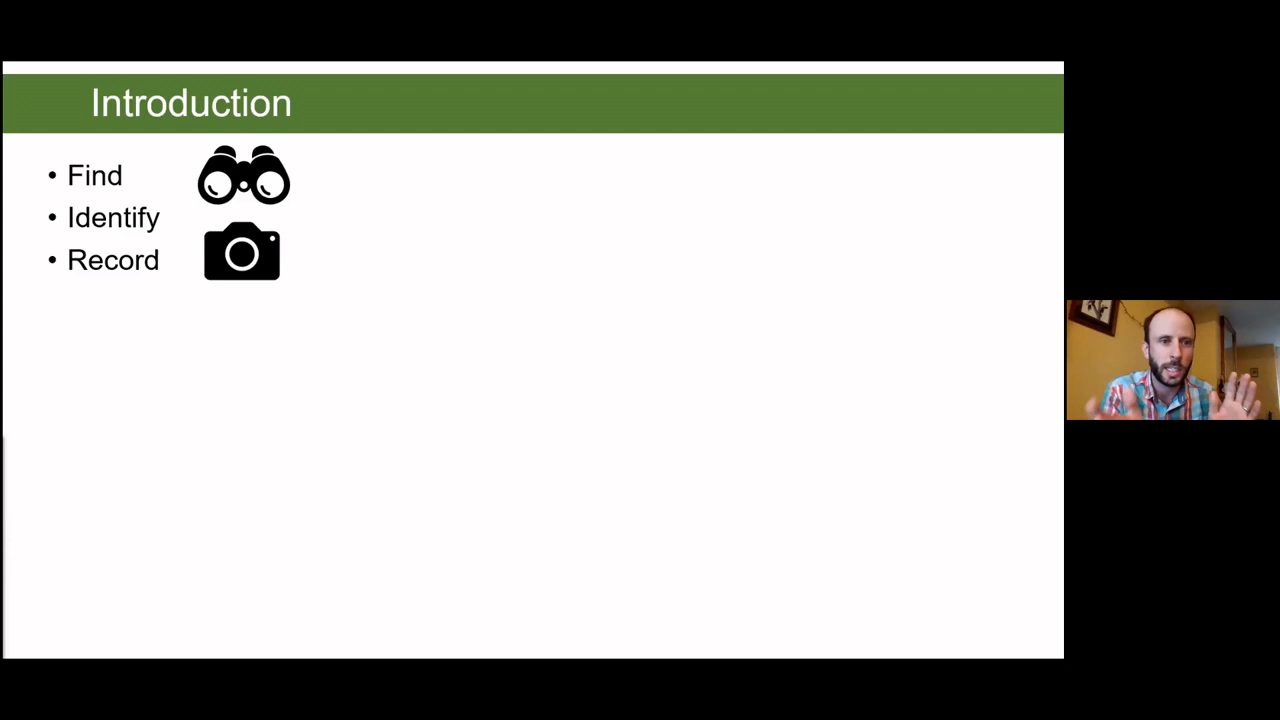 Introduction
• Find
• Identify
• Record